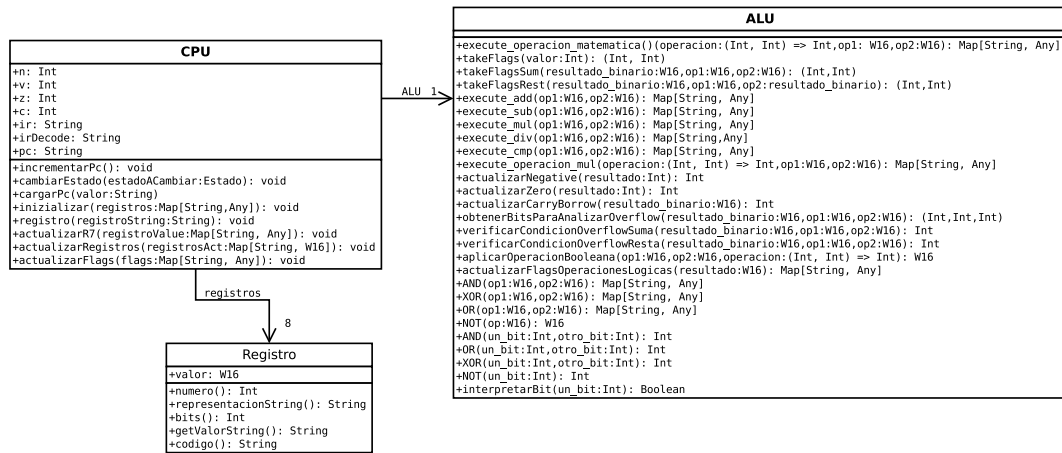 CPU
+n: Int
+v: Int
+z: Int
+c: Int
+ir: String
+irDecode: String
+pc: String
+incrementarPc(): void
+cambiarEstado(estadoACambiar:Estado): void
+cargarPc(valor:String)
+inizializar(registros:Map[String,Any]): void
+registro(registroString:String): void
+actualizarR7(registroValue:Map[String, Any]): void
+actualizarRegistros(registrosAct:Map[String, W16]): void
+actualizarFlags(flags:Map[String, Any]): void
ALU 1
ALU
+execute_operacion_matematica()(operacion:(Int, Int) => Int,op1: W16,op2:W16): Map[String, Any]
+takeFlags(valor:Int): (Int, Int)
+takeFlagsSum(resultado_binario:W16,op1:W16,op2:W16): (Int,Int)
+takeFlagsRest(resultado_binario:W16,op1:W16,op2:resultado_binario): (Int,Int)
+execute_add(op1:W16,op2:W16): Map[String, Any]
+execute_sub(op1:W16,op2:W16): Map[String, Any]
+execute_mul(op1:W16,op2:W16): Map[String, Any]
+execute_div(op1:W16,op2:W16): Map[String,Any]
+execute_cmp(op1:W16,op2:W16): Map[String, Any]
+execute_operacion_mul(operacion:(Int, Int) => Int,op1:W16,op2:W16): Map[String, Any]
+actualizarNegative(resultado:Int): Int
+actualizarZero(resultado:Int): Int
+actualizarCarryBorrow(resultado_binario:W16): Int
+obtenerBitsParaAnalizarOverflow(resultado_binario:W16,op1:W16,op2:W16): (Int,Int,Int)
+verificarCondicionOverflowSuma(resultado_binario:W16,op1:W16,op2:W16): Int
+verificarCondicionOverflowResta(resultado_binario:W16,op1:W16,op2:W16): Int
+aplicarOperacionBooleana(op1:W16,op2:W16,operacion:(Int, Int) => Int): W16
+actualizarFlagsOperacionesLogicas(resultado:W16): Map[String, Any]
+AND(op1:W16,op2:W16): Map[String, Any]
+XOR(op1:W16,op2:W16): Map[String, Any]
+OR(op1:W16,op2:W16): Map[String, Any]
+NOT(op:W16): W16
+AND(un_bit:Int,otro_bit:Int): Int
+OR(un_bit:Int,otro_bit:Int): Int
+XOR(un_bit:Int,otro_bit:Int): Int
+NOT(un_bit:Int): Int
+interpretarBit(un_bit:Int): Boolean
registros
8
Registro
+valor: W16
+numero(): Int
+representacionString(): String
+bits(): Int
+getValorString(): String
+codigo(): String